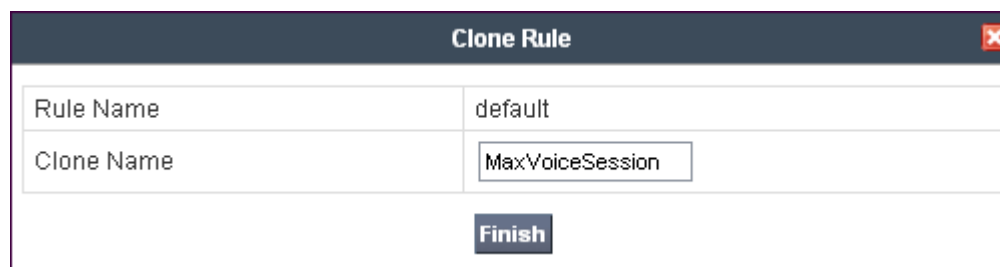 Clone Rule
Rule Name default
Clone Name MaxVoiceSession
Finish